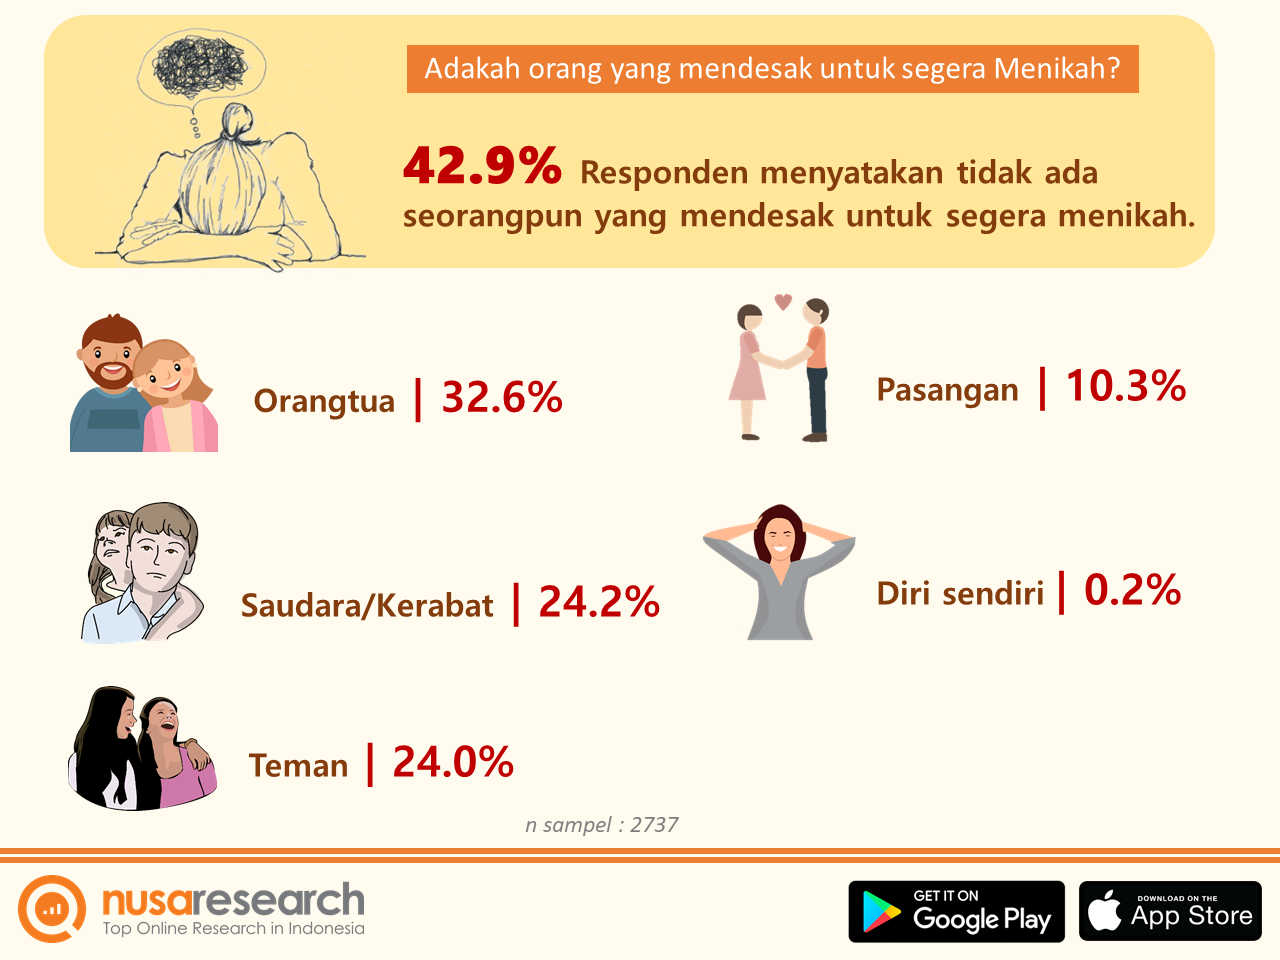 Adakah orang yang mendesak untuk segera Menikah?
42.9% Responden menyatakan tidak ada
seorangpun yang mendesak untuk segera menikah.
Orangtua | 32.6%
Pasangan | 10.3%
Saudara/Kerabat | 24.2%
Diri sendiri | 0.2%
Teman | 24.0%
n sampel : 2737
nusaresearch
Top Online Research in Indonesia
GET IT ON
Google Play
DOWNLOAD ON THE
App Store